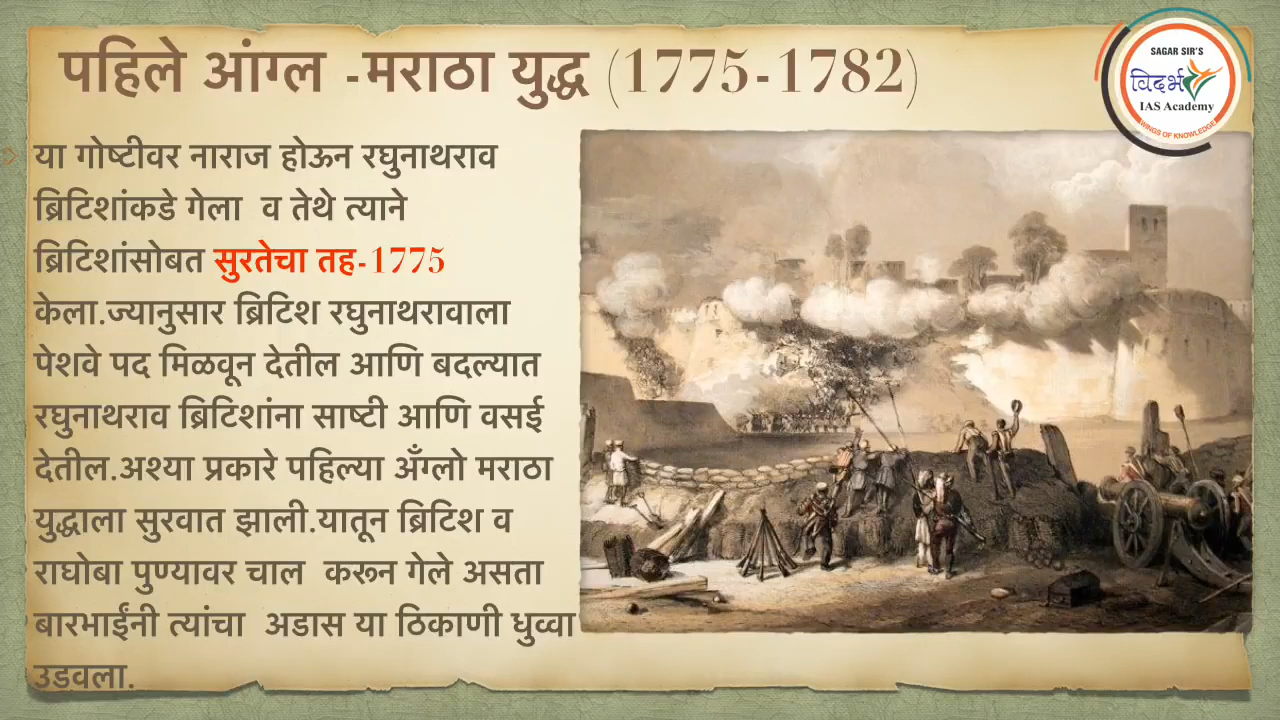 पहिले आंग्ल -मराठा युद्ध (1775-1782)
SAGAR SIR'S
विदर्भ
IAS Academy
WINGS OF KNOWLEDGE
या गोष्टीवर नाराज होऊन रघुनाथराव
ब्रिटिशांकडे गेला व तेथे त्याने
ब्रिटिशांसोबत सुरतेचा तह-1775
केला.ज्यानुसार ब्रिटिश रघुनाथरावाला
पेशवे पद मिळवून देतील आणि बदल्यात
रघुनाथराव ब्रिटिशांना साष्टी आणि वसई
देतील.अश्या प्रकारे पहिल्या अँग्लो मराठा
युद्धाला सुरवात झाली.यातून ब्रिटिश व
राघोबा पुण्यावर चाल करून गेले असता
बारभाईंनी त्यांचा अडास या ठिकाणी धुव्वा
उडवला.